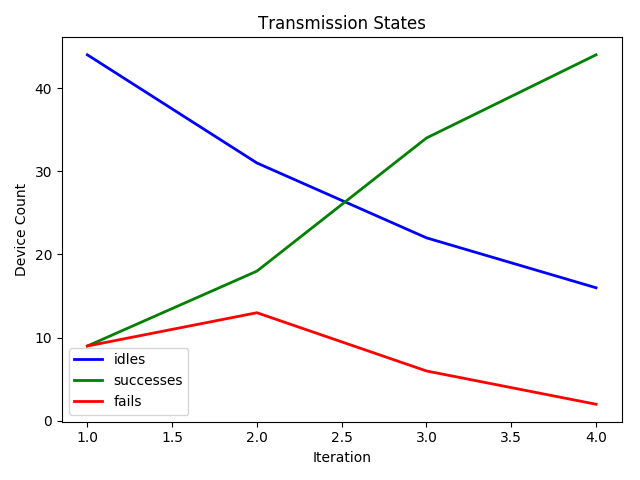 Transmission States
Device Count
40
30
20
10
0
idles
successes
fails
1.0 1.5 2.0 2.5 3.0 3.5 4.0
Iteration